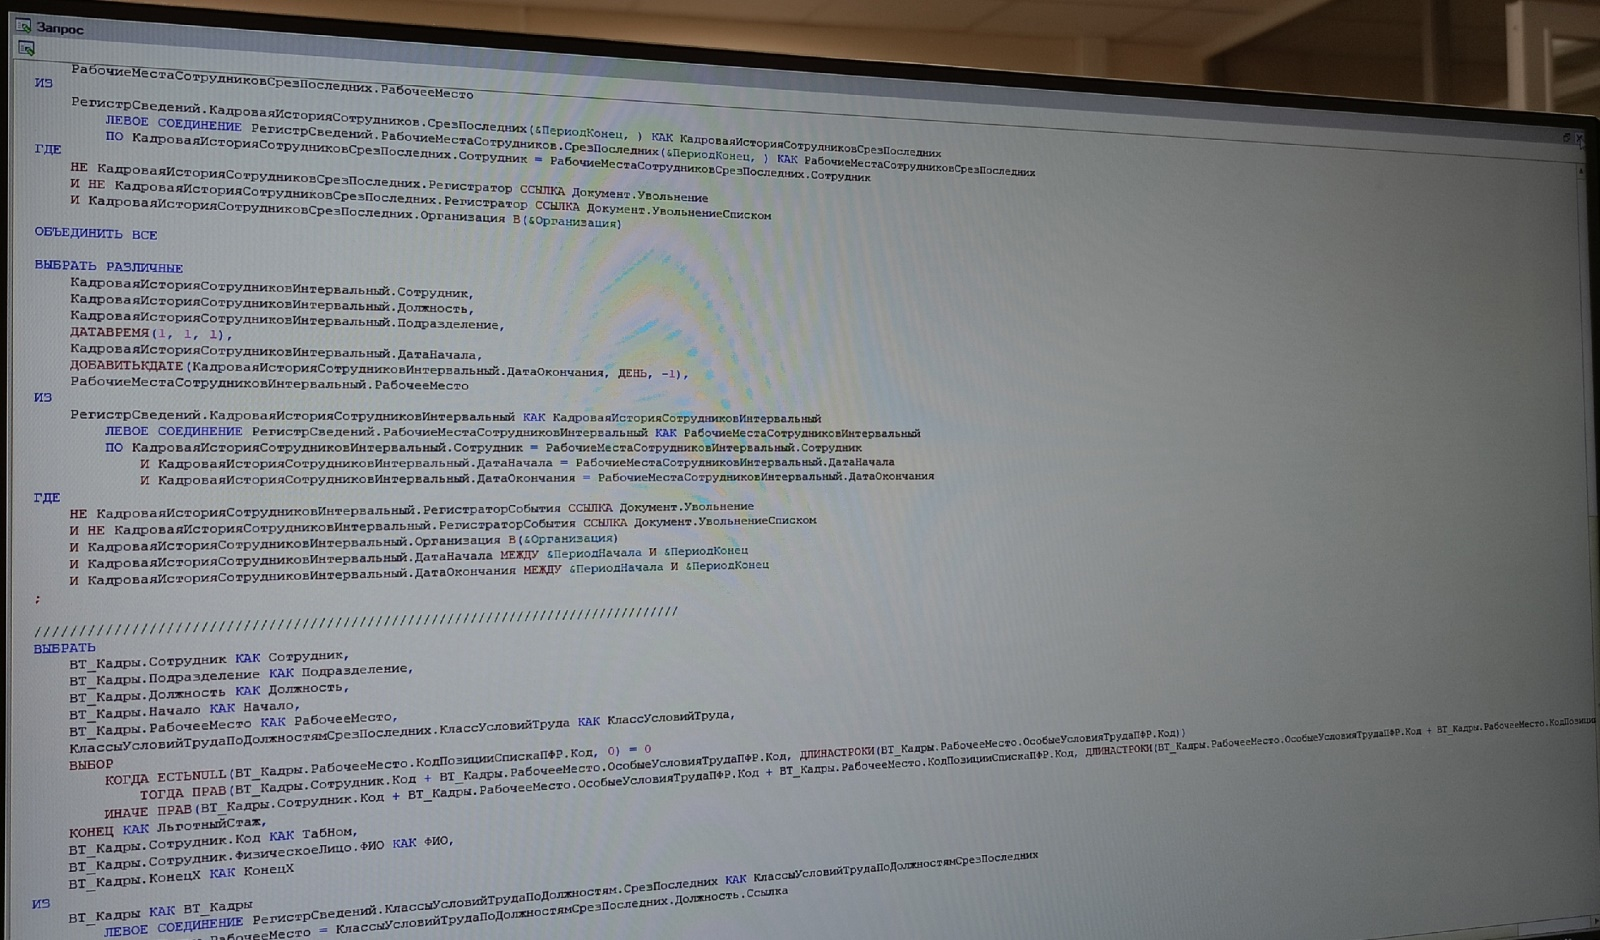 Запрос
РабочиеМестаСотрудниковСрезПоследних.РабочееМесто
ИЗ
РегистрСведений.КадроваяИсторияСотрудников.СрезПоследних(&ПериодКонец, ) КАК КадроваяИсторияСотрудниковСрезПоследних
ЛЕВОЕ СОЕДИНЕНИЕ РегистрСведений.РабочиеМестаСотрудников.СрезПоследних(&ПериодКонец, ) КАК РабочиеМестаСотрудниковСрезПоследних
ПО КадроваяИсторияСотрудниковСрезПоследних.Сотрудник = РабочиеМестаСотрудниковСрезПоследних.Сотрудник
ГДЕ
НЕ КадроваяИсторияСотрудниковСрезПоследних.Регистратор ССЫЛКА Документ.Увольнение
И НЕ КадроваяИсторияСотрудниковСрезПоследних.Регистратор ССЫЛКА Документ.УвольнениеСписком
И КадроваяИсторияСотрудниковСрезПоследних.Организация В(&Организация)
ОБЪЕДИНИТЬ ВСЕ
ВЫБРАТЬ РАЗЛИЧНЫЕ
КадроваяИсторияСотрудниковИнтервальный.Сотрудник,
КадроваяИсторияСотрудниковИнтервальный.Должность,
КадроваяИсторияСотрудниковИнтервальный.Подразделение,
ДАТАВРЕМЯ(1, 1, 1),
КадроваяИсторияСотрудниковИнтервальный.ДатаНачала,
ДОБАВИТЬКДАТЕ(КадроваяИсторияСотрудниковИнтервальный.ДатаОкончания, ДЕНЬ, -1),
РабочиеМестаСотрудниковИнтервальный.РабочееМесто
ИЗ
РегистрСведений.КадроваяИсторияСотрудниковИнтервальный КАК КадроваяИсторияСотрудниковИнтервальный
ЛЕВОЕ СОЕДИНЕНИЕ РегистрСведений.РабочиеМестаСотрудниковИнтервальный КАК РабочиеМестаСотрудниковИнтервальный
ПО КадроваяИсторияСотрудниковИнтервальный.Сотрудник = РабочиеМестаСотрудниковИнтервальный.Сотрудник
И КадроваяИсторияСотрудниковИнтервальный.ДатаНачала = РабочиеМестаСотрудниковИнтервальный.ДатаНачала
И КадроваяИсторияСотрудниковИнтервальный.ДатаОкончания = РабочиеМестаСотрудниковИнтервальный.ДатаОкончания
ГДЕ
НЕ КадроваяИсторияСотрудниковИнтервальный.РегистраторСобытия ССЫЛКА Документ.Увольнение
И НЕ КадроваяИсторияСотрудниковИнтервальный.РегистраторСобытия ССЫЛКА Документ.УвольнениеСписком
И КадроваяИсторияСотрудниковИнтервальный.Организация В(&Организация)
И КадроваяИсторияСотрудниковИнтервальный.ДатаНачала МЕЖДУ &ПериодНачала И &ПериодКонец
И КадроваяИсторияСотрудниковИнтервальный.ДатаОкончания МЕЖДУ &ПериодНачала И &ПериодКонец
;
////////////////////////////////////////////////////////////////////////////////
ВЫБРАТЬ
ВТ_Кадры.Сотрудник КАК Сотрудник,
ВТ_Кадры.Подразделение КАК Подразделение,
ВТ_Кадры.Должность КАК Должность,
ВТ_Кадры.Начало КАК Начало,
ВТ_Кадры.РабочееМесто КАК РабочееМесто,
КлассыУсловийТрудаПоДолжностямСрезПоследних.КлассУсловийТруда КАК КлассУсловийТруда,
ВЫБОР
КОГДА ЕСТЬNULL(ВТ_Кадры.РабочееМесто.КодПозицииСпискаПФР.Код, 0) = 0
ТОГДА ПРАВ(ВТ_Кадры.Сотрудник.Код + ВТ_Кадры.РабочееМесто.ОсобыеУсловияТрудаПФР.Код, ДЛИНАСТРОКИ(ВТ_Кадры.РабочееМесто.ОсобыеУсловияТрудаПФР.Код))
ИНАЧЕ ПРАВ(ВТ_Кадры.Сотрудник.Код + ВТ_Кадры.РабочееМесто.ОсобыеУсловияТрудаПФР.Код + ВТ_Кадры.РабочееМесто.КодПозицииСпискаПФР.Код, ДЛИНАСТРОКИ(ВТ_Кадры.РабочееМесто.ОсобыеУсловияТрудаПФР.Код + ВТ_Кадры.РабочееМесто.КодПозици
КОНЕЦ КАК ЛьготныйСтаж,
ВТ_Кадры.Сотрудник.Код КАК ТабНом,
ВТ_Кадры.Сотрудник.ФизическоеЛицо.ФИО КАК ФИО,
ВТ_Кадры.КонецХ КАК КонецХ
ИЗ
ВТ_Кадры КАК ВТ_Кадры
ЛЕВОЕ СОЕДИНЕНИЕ РегистрСведений.КлассыУсловийТрудаПоДолжностям.СрезПоследних КАК КлассыУсловийТрудаПоДолжностямСрезПоследних
РабочееМесто = КлассыУсловийТрудаПоДолжностямСрезПоследних.Должность.Ссылка